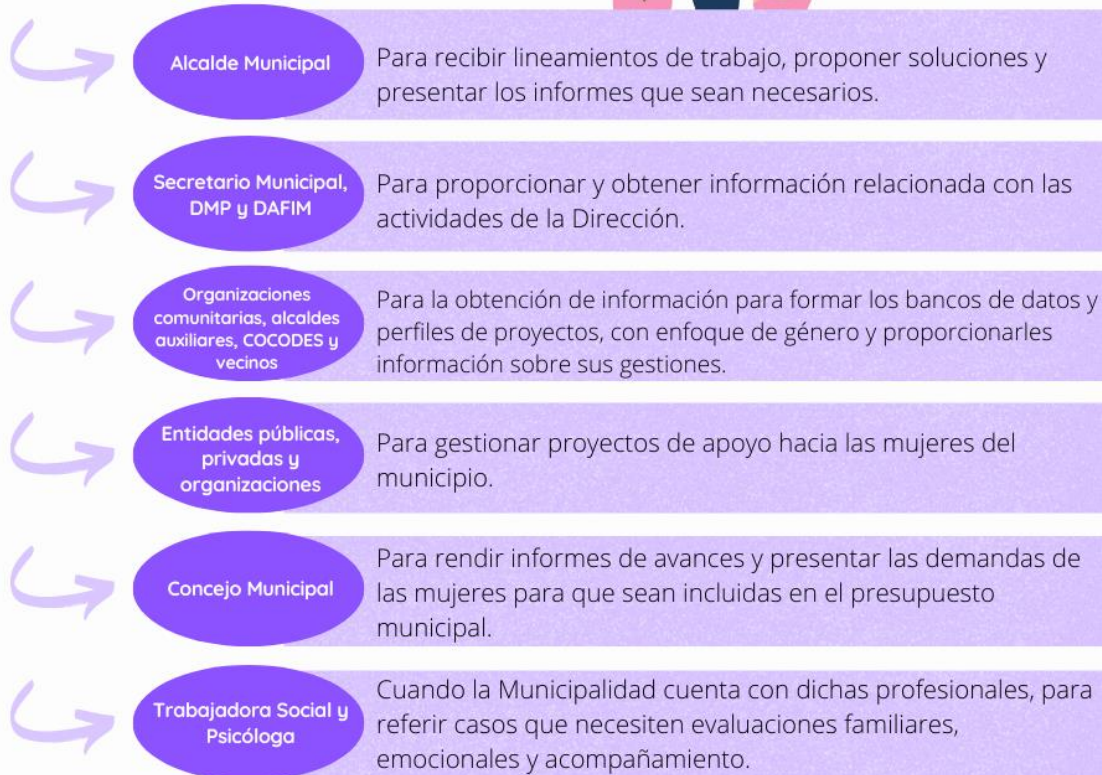 Alcalde Municipal
Para recibir lineamientos de trabajo, proponer soluciones y
presentar los informes que sean necesarios.
Secretario Municipal,
DMP y DAFIM
Para proporcionar y obtener información relacionada con las
actividades de la Dirección.
Organizaciones
comunitarias, alcaldes
auxiliares, COCODES y
vecinos
Para la obtención de información para formar los bancos de datos y
perfiles de proyectos, con enfoque de género y proporcionarles
información sobre sus gestiones.
Entidades públicas,
privadas y
organizaciones
Para gestionar proyectos de apoyo hacia las mujeres del
municipio.
Concejo Municipal
Para rendir informes de avances y presentar las demandas de
las mujeres para que sean incluidas en el presupuesto
municipal.
Trabajadora Social y
Psicóloga
Cuando la Municipalidad cuenta con dichas profesionales, para
referir casos que necesiten evaluaciones familiares,
emocionales y acompañamiento.